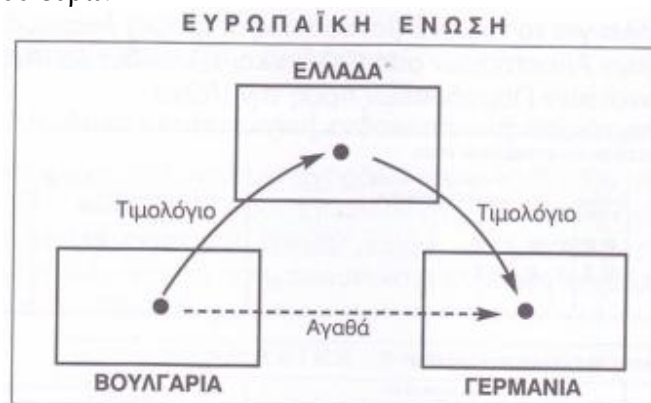 ΕΥΡΩΠΑΪΚΗ ΕΝΩΣΗ
ΕΛΛΑΔΑ*
Τιμολόγιο Τιμολόγιο
Αγαθά
ΒΟΥΛΓΑΡΙΑ ΓΕΡΜΑΝΙΑ